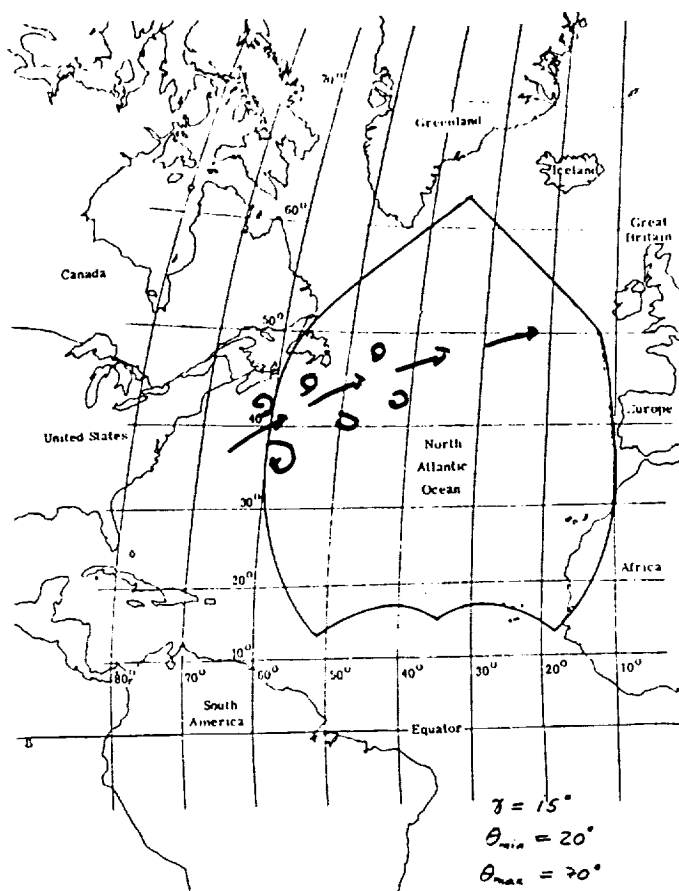 70°
Greenland
Iceland
60°
Great
Britain
Canada
50°
United States
40°
Europe
North
Atlantic
Ocean
30°
20°
Africa
10°
80° 70° 60° 50° 40° 30° 20° 10°
South
America
Equator
γ = 15°
θmin = 20°
θmax = 70°